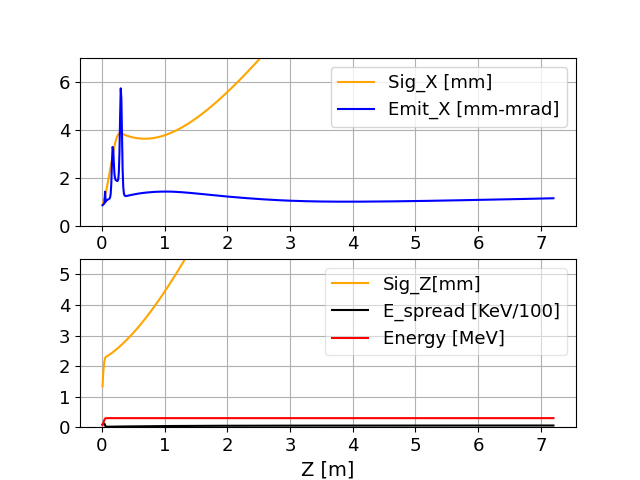 6
4
2
0
Sig_X [mm]
Emit_X [mm-mrad]
0 1 2 3 4 5 6 7
5
4
3
2
1
0
Sig_Z[mm]
E_spread [KeV/100]
Energy [MeV]
0 1 2 3 4 5 6 7
Z [m]